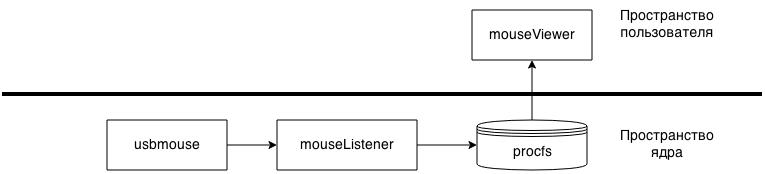 Пространство
пользователя
mouseViewer
usbmouse
mouseListener
procfs
Пространство
ядра